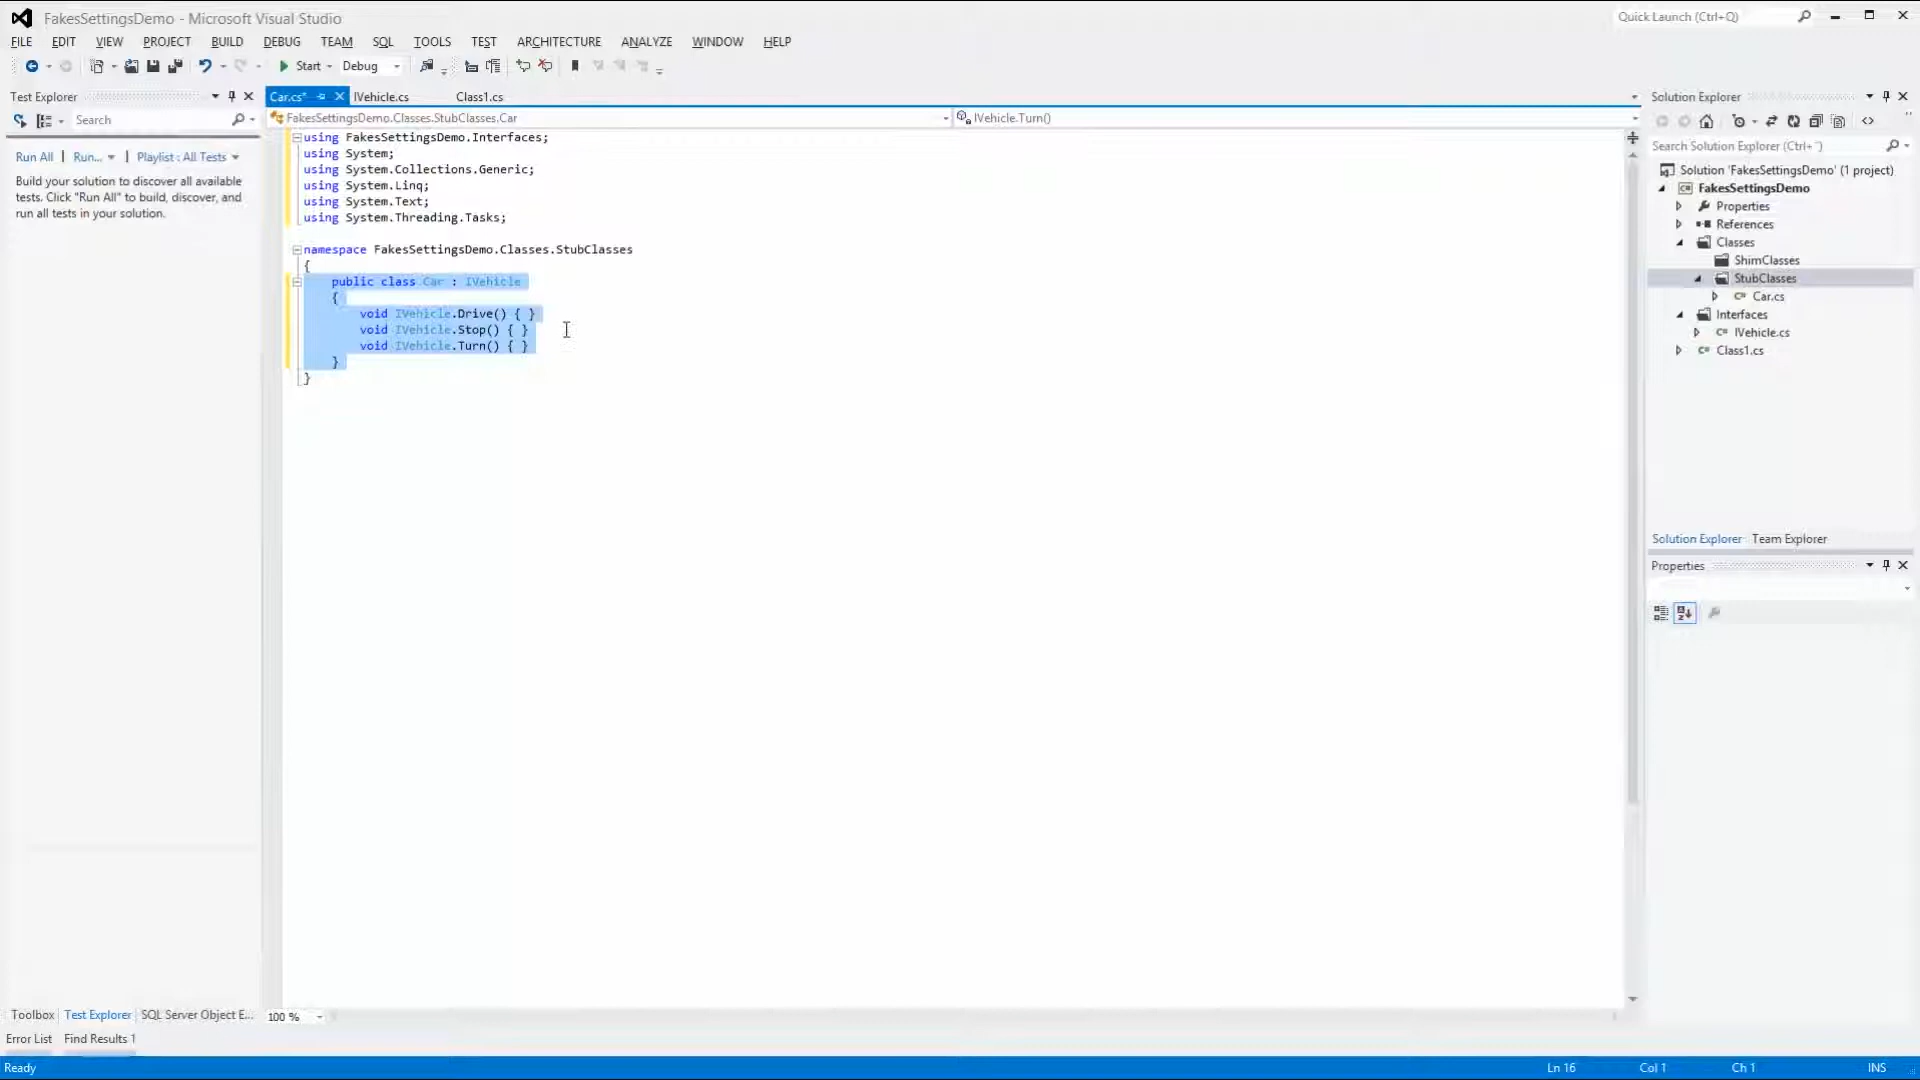 FakesSettingsDemo - Microsoft Visual Studio
Quick Launch (Ctrl+Q)
FILE EDIT VIEW PROJECT BUILD DEBUG TEAM SQL TOOLS TEST ARCHITECTURE ANALYZE WINDOW HELP
Start Debug
Test Explorer
Car.cs* IVehicle.cs Class1.cs
Solution Explorer
Search
FakesSettingsDemo.Classes.StubClasses.Car
IVehicle.Turn()
Run All | Run... | Playlist : All Tests
Build your solution to discover all available
tests. Click "Run All" to build, discover, and
run all tests in your solution.
using FakesSettingsDemo.Interfaces;
using System;
using System.Collections.Generic;
using System.Linq;
using System.Text;
using System.Threading.Tasks;
namespace FakesSettingsDemo.Classes.StubClasses
{
public class Car : IVehicle
{
void IVehicle.Drive() { }
void IVehicle.Stop() { }
void IVehicle.Turn() { }
}
}
Search Solution Explorer (Ctrl+¨)
Solution 'FakesSettingsDemo' (1 project)
FakesSettingsDemo
Properties
References
Classes
ShimClasses
StubClasses
Car.cs
Interfaces
IVehicle.cs
Class1.cs
Solution Explorer Team Explorer
Properties
Toolbox Test Explorer SQL Server Object E...
100 %
Error List Find Results 1
Ready
Ln 16 Col 1 Ch 1 INS